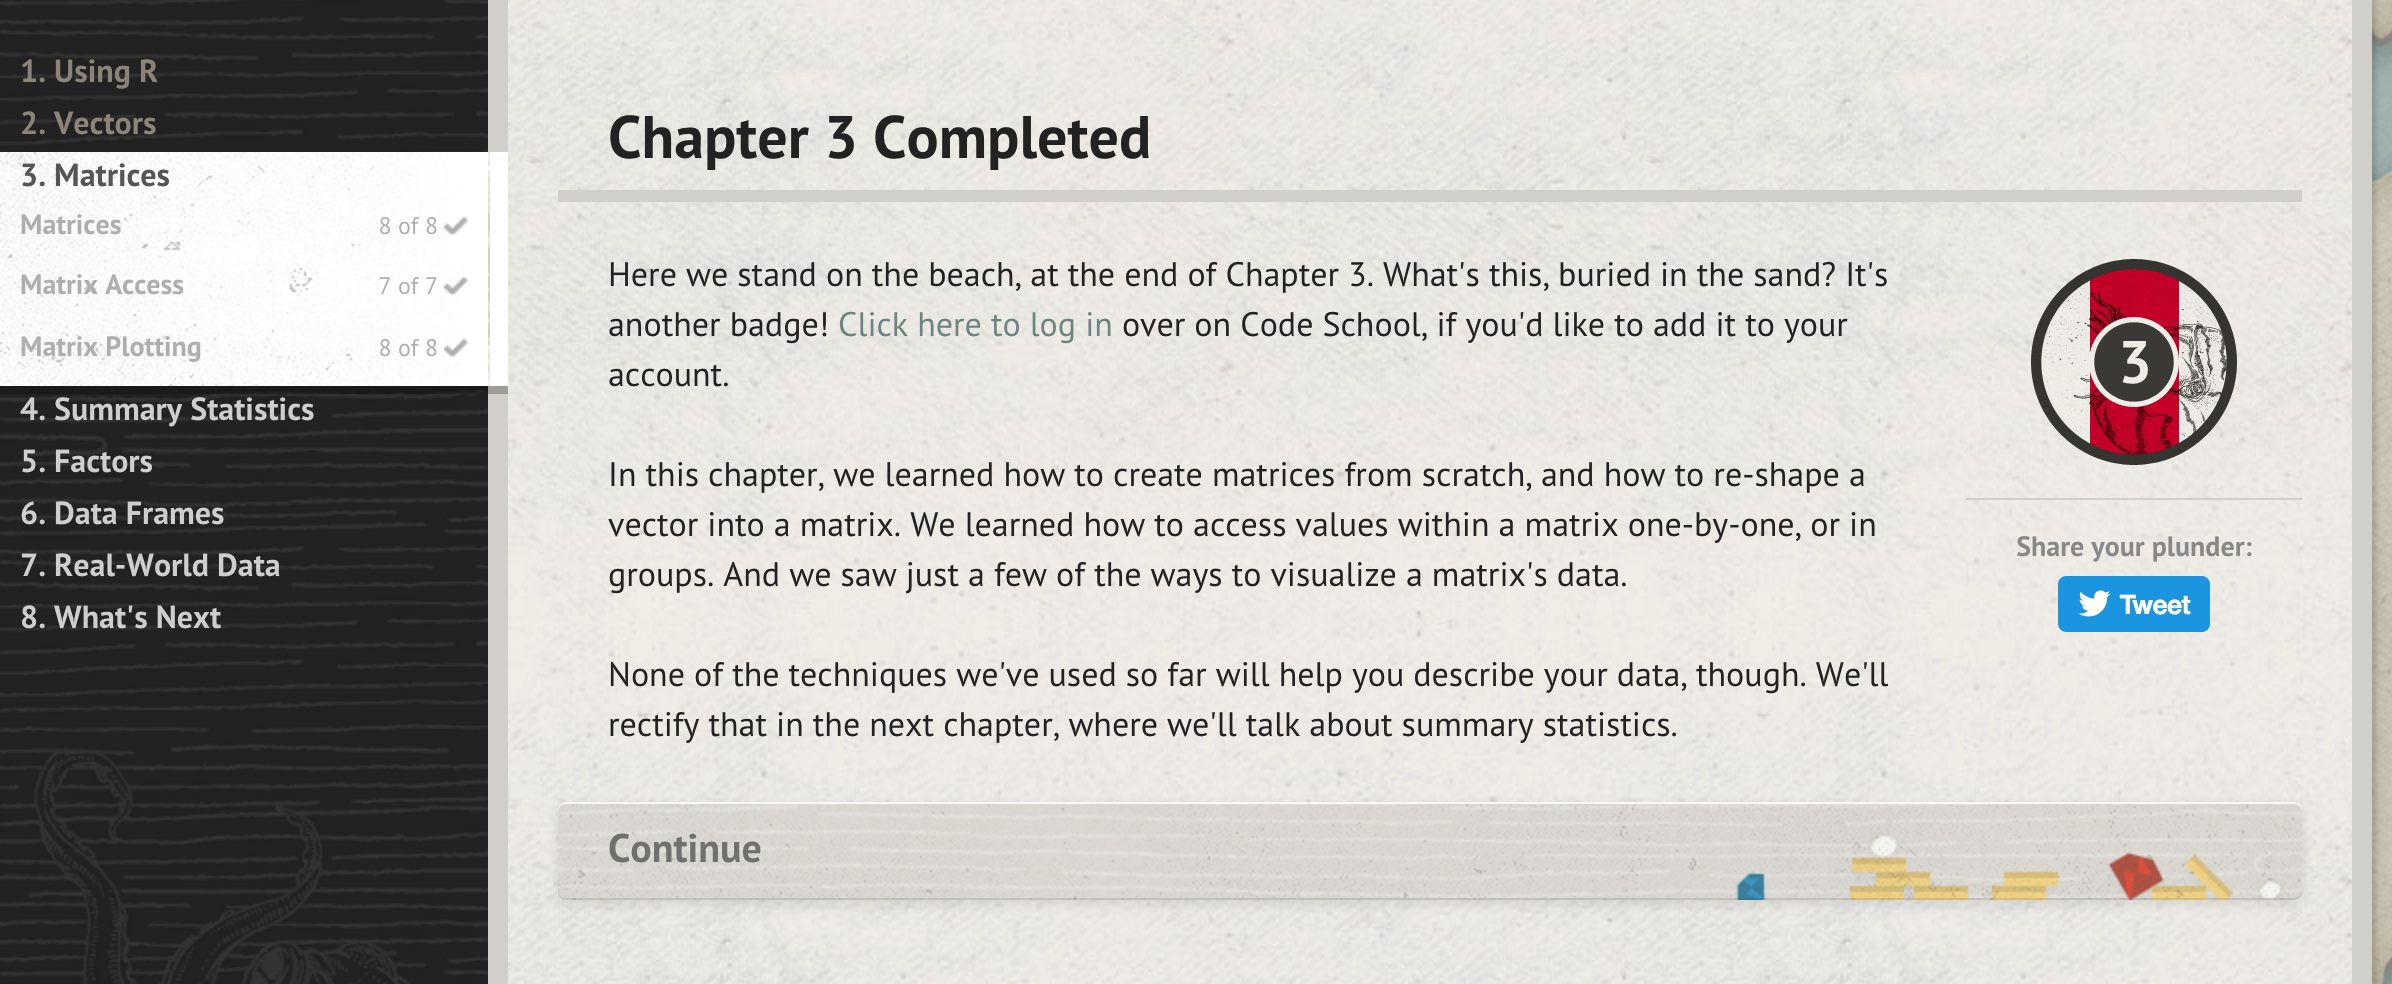 1. Using R
2. Vectors
3. Matrices
Matrices 8 of 8
Matrix Access 7 of 7
Matrix Plotting 8 of 8
4. Summary Statistics
5. Factors
6. Data Frames
7. Real-World Data
8. What's Next
Chapter 3 Completed
Here we stand on the beach, at the end of Chapter 3. What's this, buried in the sand? It's
another badge! Click here to log in over on Code School, if you'd like to add it to your
account.
In this chapter, we learned how to create matrices from scratch, and how to re-shape a
vector into a matrix. We learned how to access values within a matrix one-by-one, or in
groups. And we saw just a few of the ways to visualize a matrix's data.
None of the techniques we've used so far will help you describe your data, though. We'll
rectify that in the next chapter, where we'll talk about summary statistics.
3
Share your plunder:
Tweet
Continue